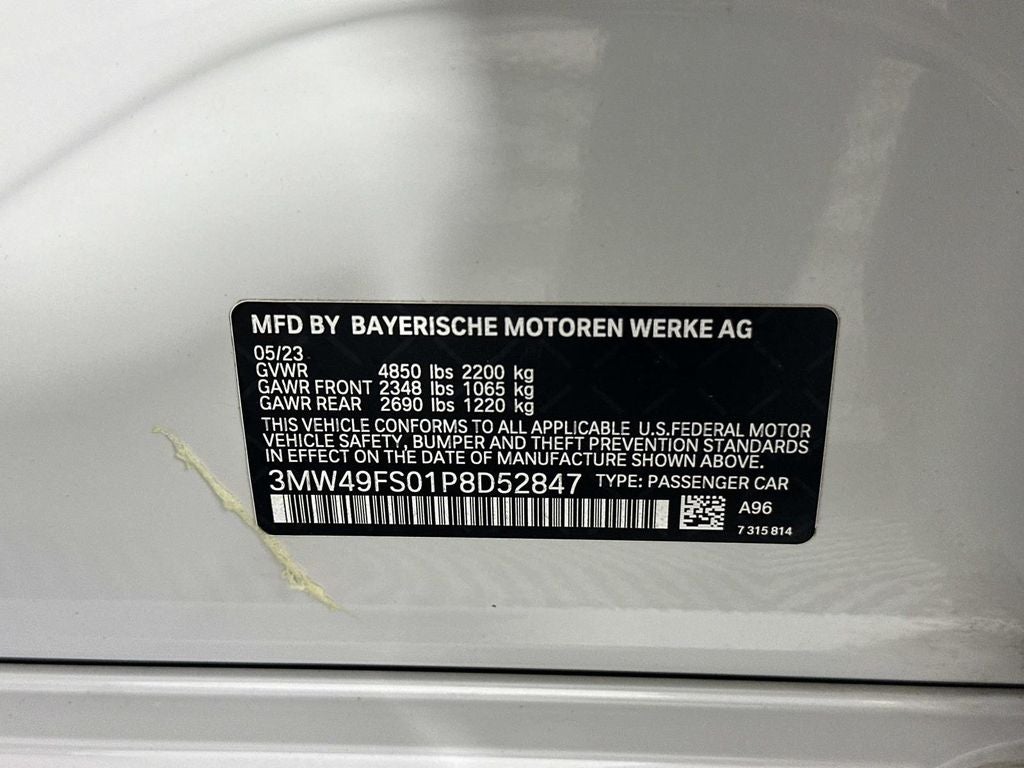 MFD BY BAYERISCHE MOTOREN WERKE AG
05/23
GVWR 4850 lbs 2200 kg
GAWR FRONT 2348 lbs 1065 kg
GAWR REAR 2690 lbs 1220 kg
THIS VEHICLE CONFORMS TO ALL APPLICABLE U.S.FEDERAL MOTOR
VEHICLE SAFETY, BUMPER AND THEFT PREVENTION STANDARDS
IN EFFECT ON THE DATE OF MANUFACTURE SHOWN ABOVE.
3MW49FS01P8D52847 TYPE: PASSENGER CAR
A96
7 315 814